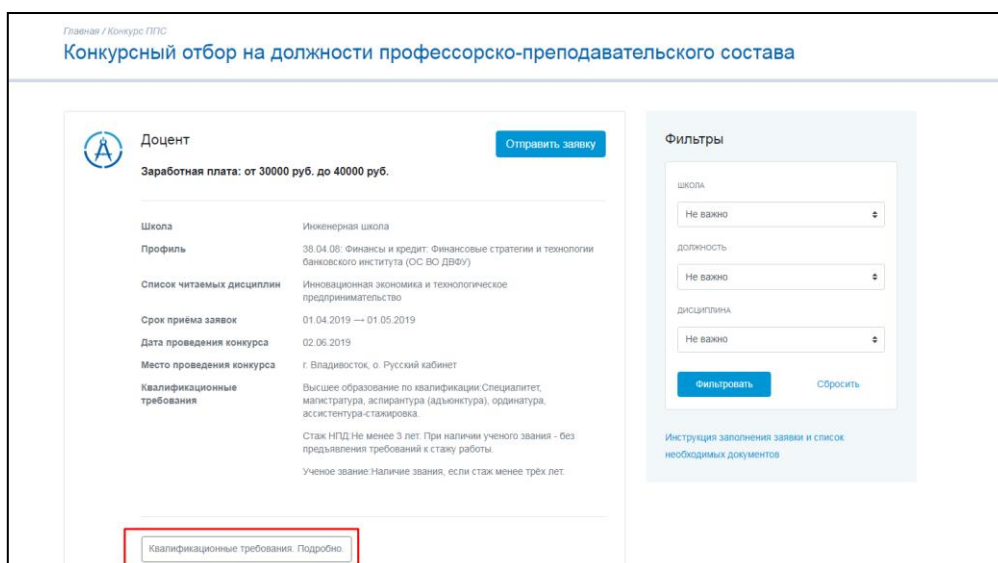 Главная / Конкурс ППС
Конкурсный отбор на должности профессорско-преподавательского состава
Доцент
Отправить заявку
Заработная плата: от 30000 руб. до 40000 руб.
Школа
Инженерная школа
Профиль
38.04.08: Финансы и кредит: Финансовые стратегии и технологии
банковского института (ОС ВО ДВФУ)
Список читаемых дисциплин
Инновационная экономика и технологическое
предпринимательство
Срок приёма заявок
01.04.2019 — 01.05.2019
Дата проведения конкурса
02.06.2019
Место проведения конкурса
г. Владивосток, о. Русский кабинет
Квалификационные
требования
Высшее образование по квалификации:Специалитет,
магистратура, аспирантура (адъюнктура), ординатура,
ассистентура-стажировка.
Стаж НПД:Не менее 3 лет. При наличии ученого звания - без
предъявления требований к стажу работы.
Ученое звание:Наличие звания, если стаж менее трёх лет.
Квалификационные требования. Подробно.
Фильтры
ШКОЛА
Не важно
ДОЛЖНОСТЬ
Не важно
ДИСЦИПЛИНА
Не важно
Фильтровать
Сбросить
Инструкция заполнения заявки и список
необходимых документов